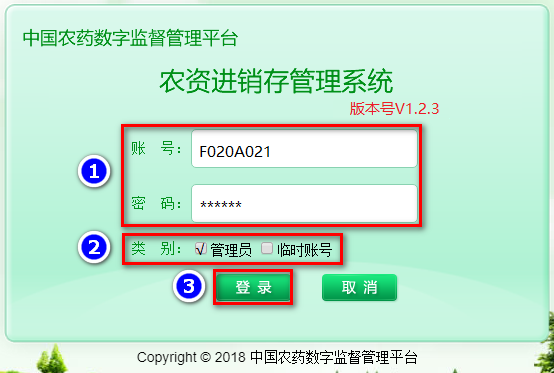 中国农药数字监督管理平台
农资进销存管理系统
版本号V1.2.3
账 号: F020A021
1
密 码: ******
2 类 别: 管理员 临时账号
3 登 录 取 消
Copyright © 2018 中国农药数字监督管理平台